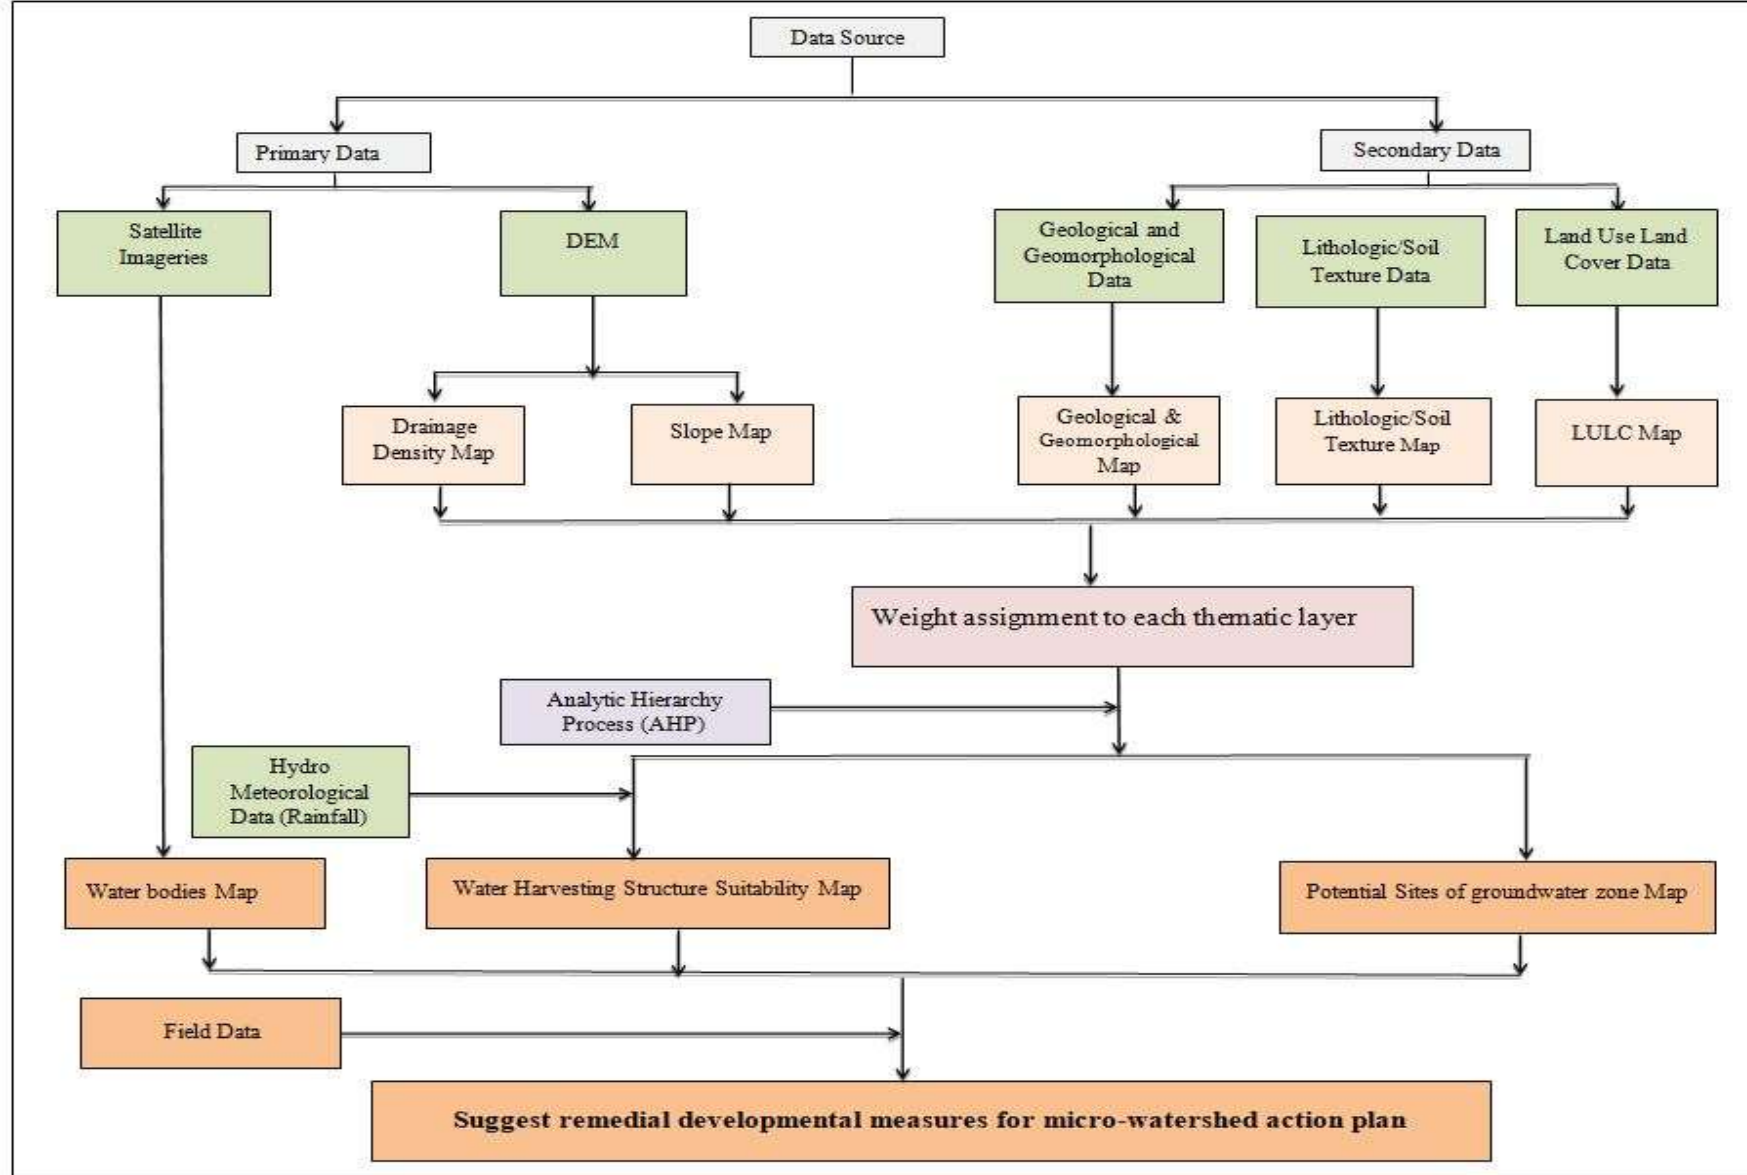 Data Source
Primary Data
Secondary Data
Satellite
Imageries
DEM
Geological and
Geomorphological
Data
Lithologic/Soil
Texture Data
Land Use Land
Cover Data
Drainage
Density Map
Slope Map
Geological &
Geomorphological
Map
Lithologic/Soil
Texture Map
LULC Map
Weight assignment to each thematic layer
Analytic Hierarchy
Process (AHP)
Hydro
Meteorological
Data (Rainfall)
Water bodies Map
Water Harvesting Structure Suitability Map
Potential Sites of groundwater zone Map
Field Data
Suggest remedial developmental measures for micro-watershed action plan